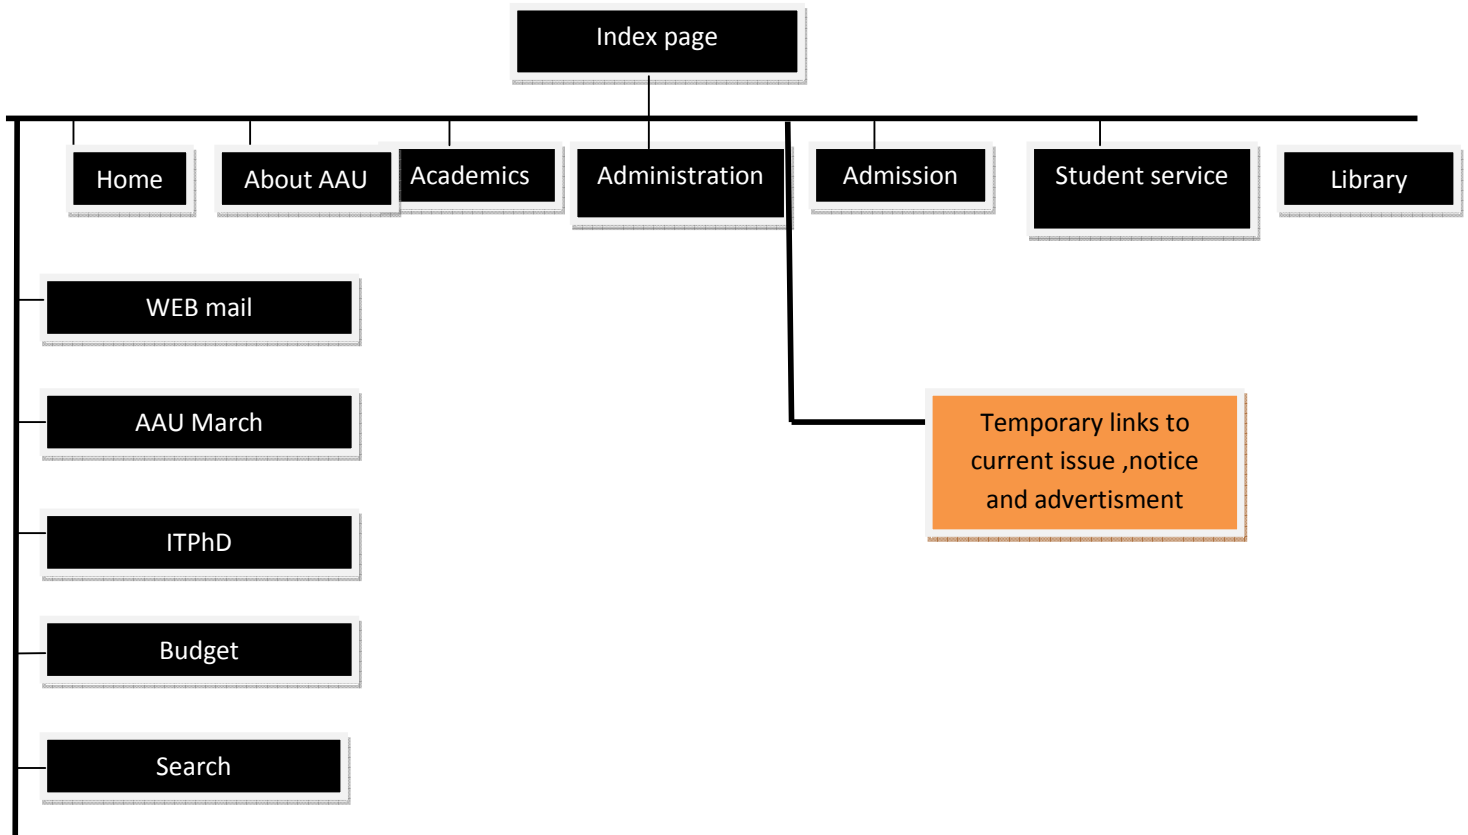 Index page
Home
About AAU
Academics
Administration
Admission
Student service
Library
WEB mail
AAU March
ITPhD
Budget
Search
Temporary links to
current issue ,notice
and advertisment